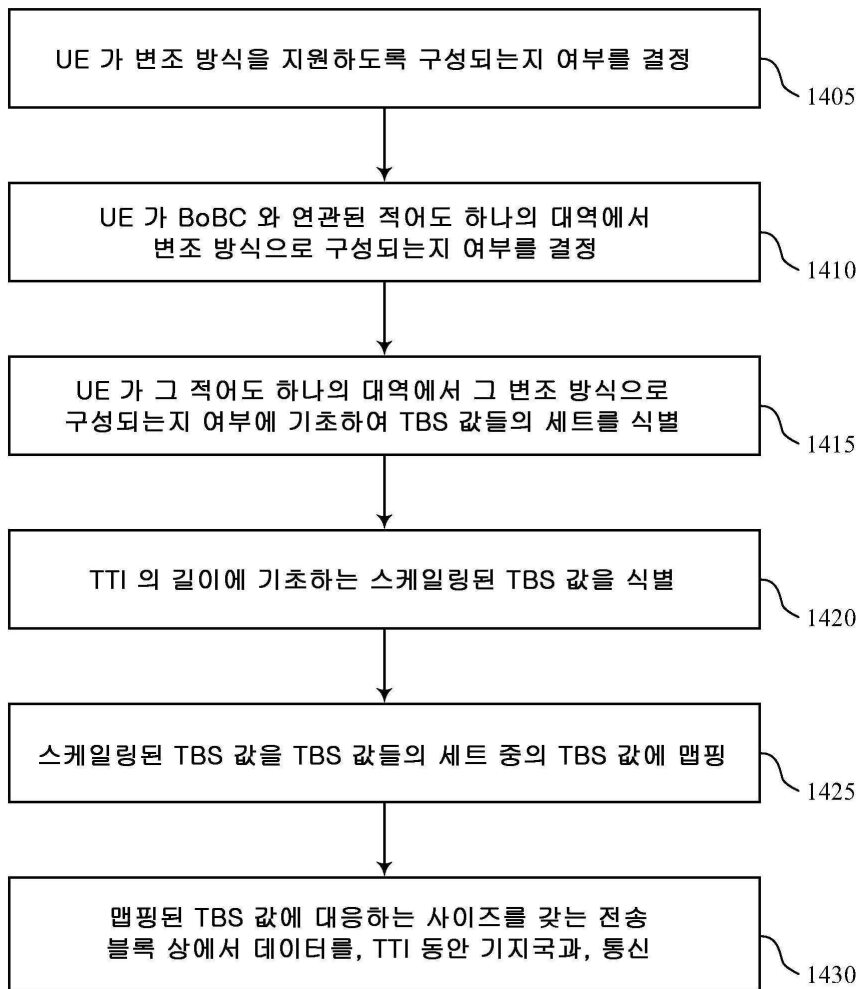 UE 가 변조 방식을 지원하도록 구성되는지 여부를 결정
1405
UE 가 BoBC 와 연관된 적어도 하나의 대역에서
변조 방식으로 구성되는지 여부를 결정
1410
UE 가 그 적어도 하나의 대역에서 그 변조 방식으로
구성되는지 여부에 기초하여 TBS 값들의 세트를 식별
1415
TTI 의 길이에 기초하는 스케일링된 TBS 값을 식별
1420
스케일링된 TBS 값을 TBS 값들의 세트 중의 TBS 값에 맵핑
1425
맵핑된 TBS 값에 대응하는 사이즈를 갖는 전송
블록 상에서 데이터를, TTI 동안 기지국과, 통신
1430